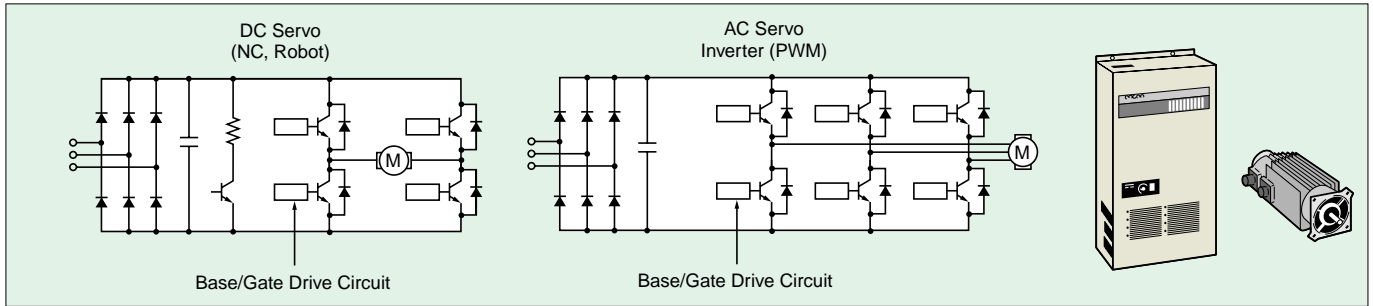 DC Servo
(NC, Robot)
M
Base/Gate Drive Circuit
AC Servo
Inverter (PWM)
M
Base/Gate Drive Circuit